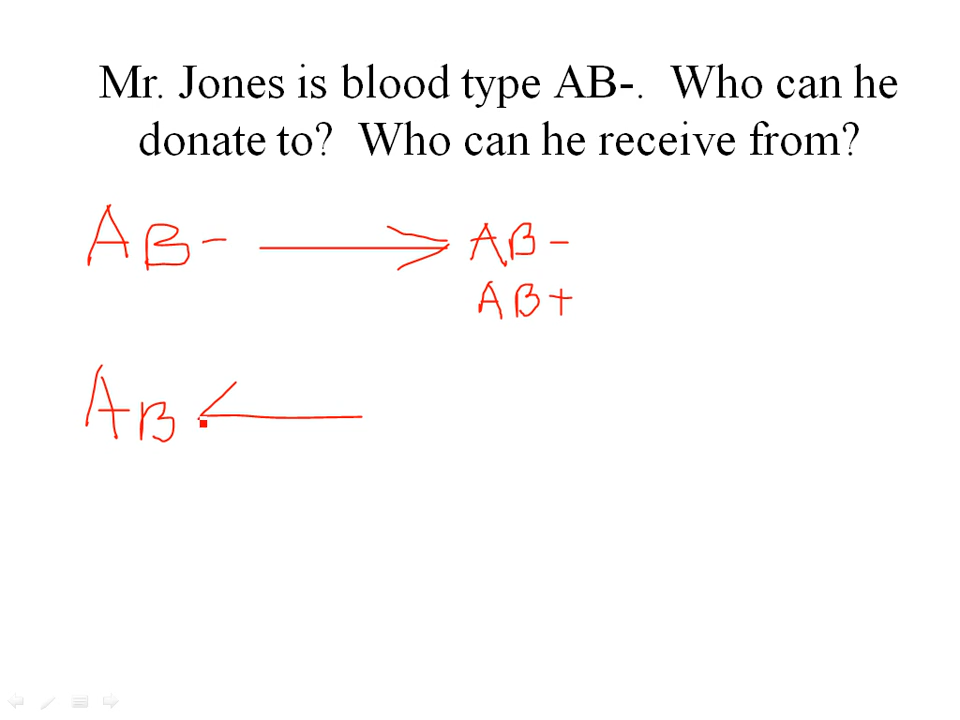 Mr. Jones is blood type AB-.  Who can he
donate to?  Who can he receive from?
AB- AB-
AB+
AB